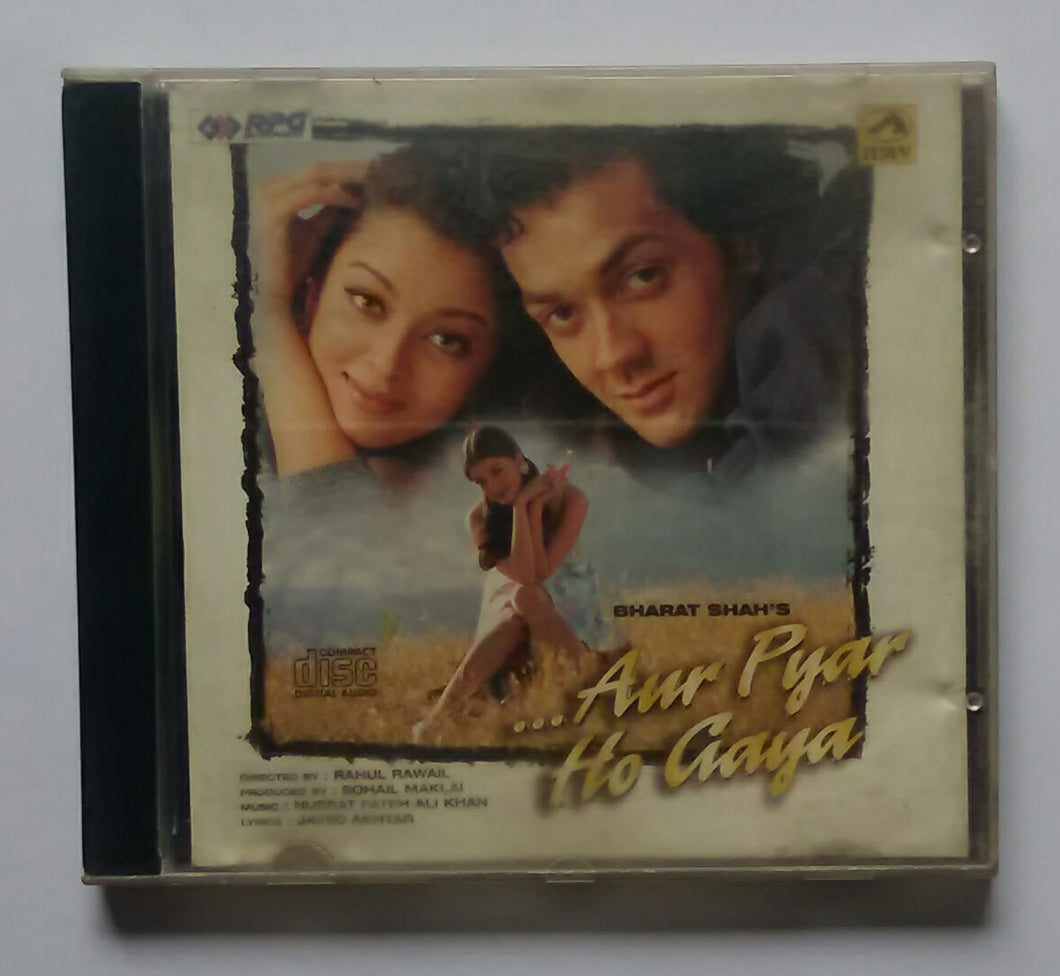 RPG
HMV
BHARAT SHAH'S
...Aur Pyar
Ho Gaya
COMPACT
disc
DIGITAL AUDIO
DIRECTED BY : RAHUL RAWAIL
PRODUCED BY : SOHAIL MAKLAI
MUSIC : NUSRAT FATEH ALI KHAN
LYRICS : JAVED AKHTAR